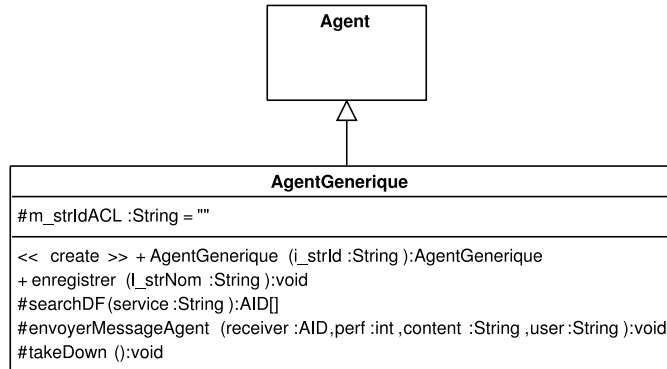 Agent
AgentGenerique
#m_strIdACL :String = ""
<< create >> + AgentGenerique (i_strId :String ):AgentGenerique
+ enregistrer (I_strNom :String ):void
#searchDF (service :String ):AID[]
#envoyerMessageAgent (receiver :AID,perf :int ,content :String ,user :String ):void
#takeDown ():void